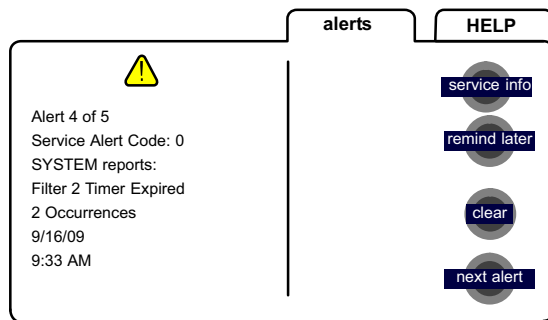 alerts
HELP
Alert 4 of 5
Service Alert Code: 0
SYSTEM reports:
Filter 2 Timer Expired
2 Occurrences
9/16/09
9:33 AM
service info
remind later
clear
next alert